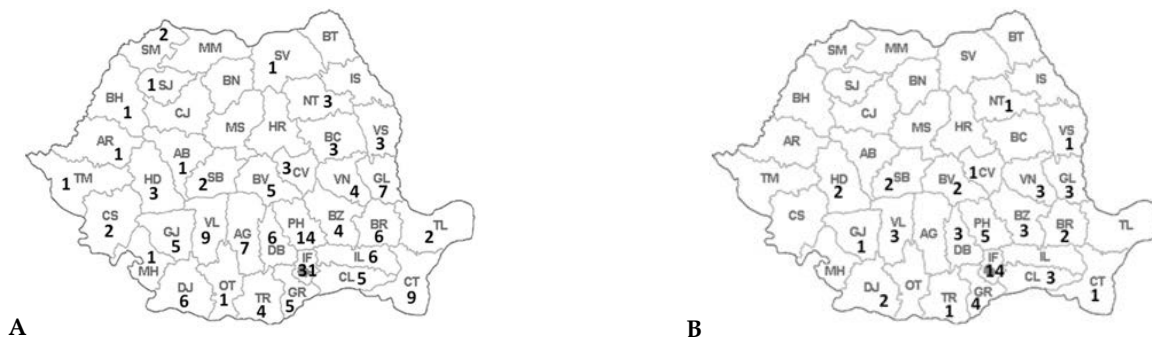 2
SM
MM
SV
1
BT
1 SJ
BN
IS
BH
1
CJ
NT 3
AR
1
MS
HR
BC
3
VS
3
AB
1
1 TM
HD
3
2 SB
BV
5
3
CV
VN
4
GL
7
CS
2
GJ
5
VL
9
AG
7
6
DB
PH
14
BZ
4
BR
6
TL
2
1
MH
IF
31
IL 6
CL 5
CT
9
DJ
6
OT
1
TR
4
GR
5
A
SM
MM
SV
BT
SJ
BN
IS
BH
CJ
NT
1
AR
MS
HR
BC
VS
1
AB
TM
HD
2
2 SB
BV
2
1
CV
VN
3
GL
3
CS
GJ
1
VL
3
AG
3
DB
PH
5
BZ
3
BR
2
TL
MH
IF
14
IL
CL 3
CT
1
DJ
2
OT
TR
1
GR
4
B